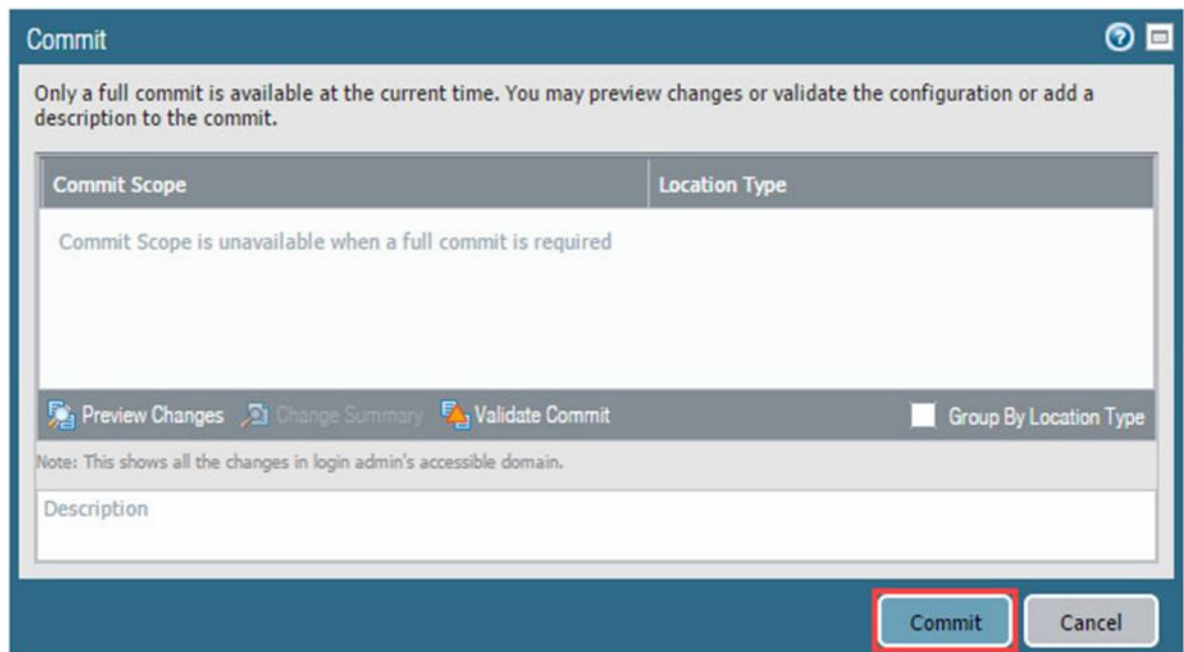 Commit
Only a full commit is available at the current time. You may preview changes or validate the configuration or add a
description to the commit.
Commit Scope Location Type
Commit Scope is unavailable when a full commit is required
Preview Changes Change Summary Validate Commit Group By Location Type
Note: This shows all the changes in login admin's accessible domain.
Description
Commit Cancel